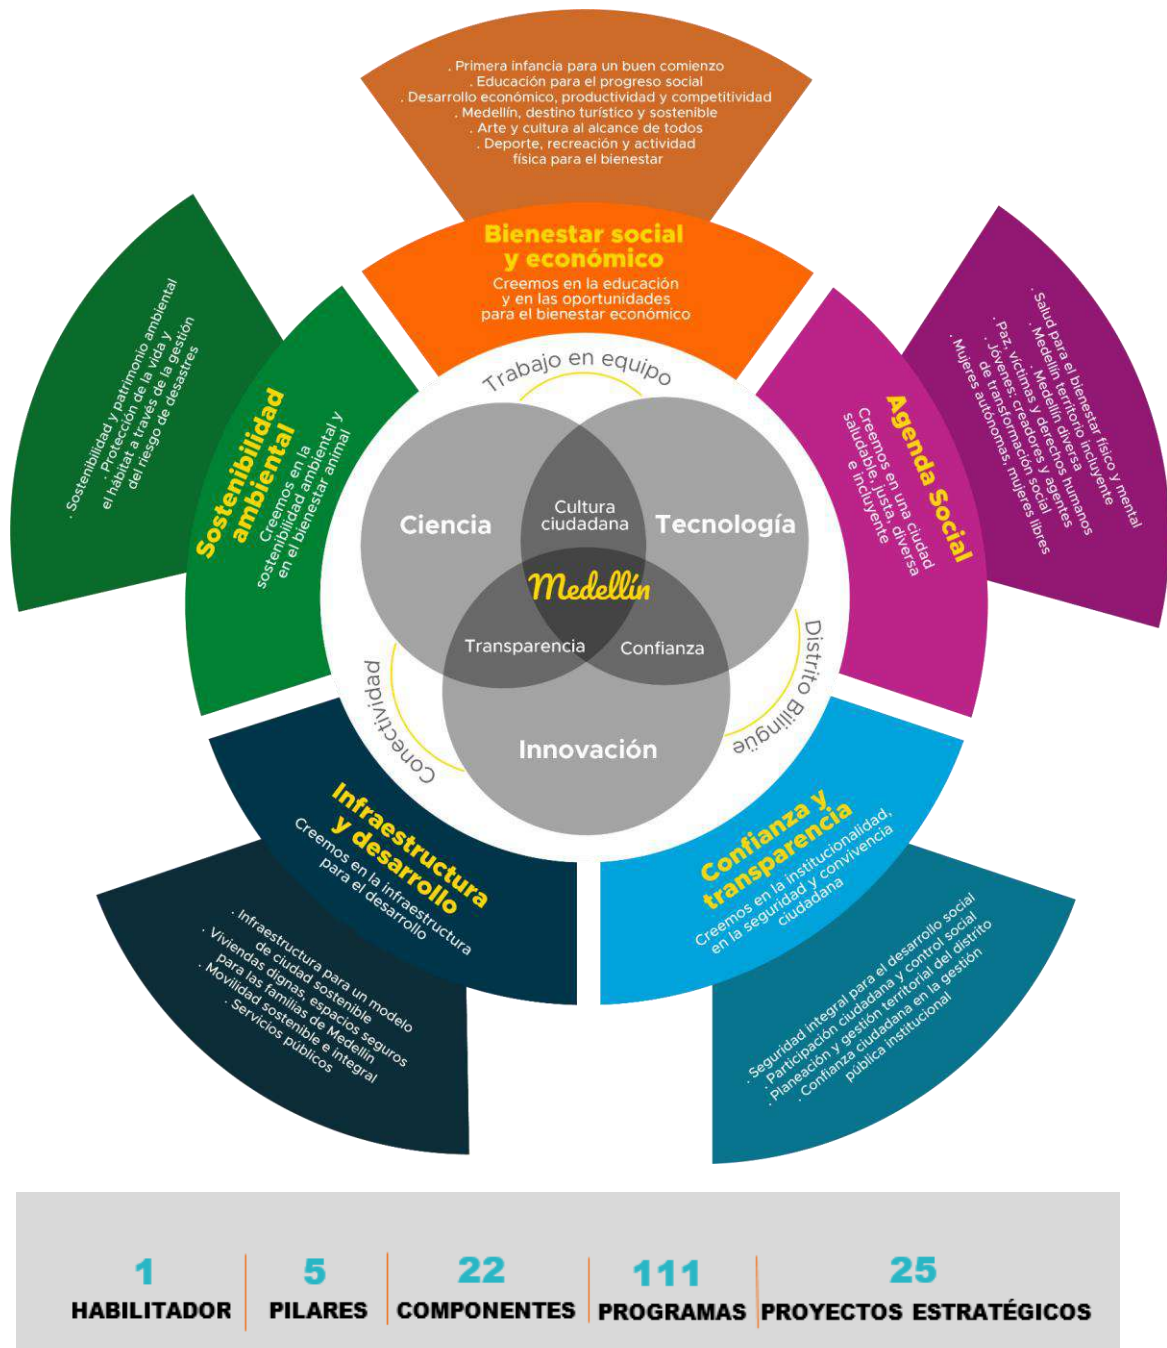 . Primera infancia para un buen comienzo
. Educación para el progreso social
. Desarrollo económico, productividad y competitividad
. Medellín, destino turístico y sostenible
. Arte y cultura al alcance de todos
. Deporte, recreación y actividad
física para el bienestar
Bienestar social
y económico
Creemos en la educación
y en las oportunidades
para el bienestar económico
. Salud para el bienestar físico y mental
. Medellín territorio incluyente
. Medellín diversa
. Paz, víctimas y derechos humanos
. Jóvenes: creadores y agentes
de transformación social
. Mujeres autónomas, mujeres libres
Agenda Social
Creemos en una ciudad
saludable, justa, diversa
e incluyente
Confianza y
transparencia
Creemos en la institucionalidad,
en la seguridad y convivencia
ciudadana
. Seguridad integral para el desarrollo social
. Participación ciudadana y control social
. Planeación y gestión territorial del distrito
. Confianza ciudadana en la gestión
pública institucional
Infraestructura
y desarrollo
Creemos en la infraestructura
para el desarrollo
. Infraestructura para un modelo
de ciudad sostenible
. Viviendas dignas, espacios seguros
para las familias de Medellín
. Movilidad sostenible e integral
. Servicios públicos
. Sostenibilidad y patrimonio ambiental
. Protección de la vida y
el hábitat a través de la gestión
del riesgo de desastres
Sostenibilidad
ambiental
Creemos en la
sostenibilidad ambiental y
en el bienestar animal
Trabajo en equipo
Distrito Bilingüe
Conectividad
Ciencia
Cultura
ciudadana
Tecnología
Medellín
Transparencia
Confianza
Innovación
1
HABILITADOR
5
PILARES
22
COMPONENTES
111
PROGRAMAS
25
PROYECTOS ESTRATÉGICOS